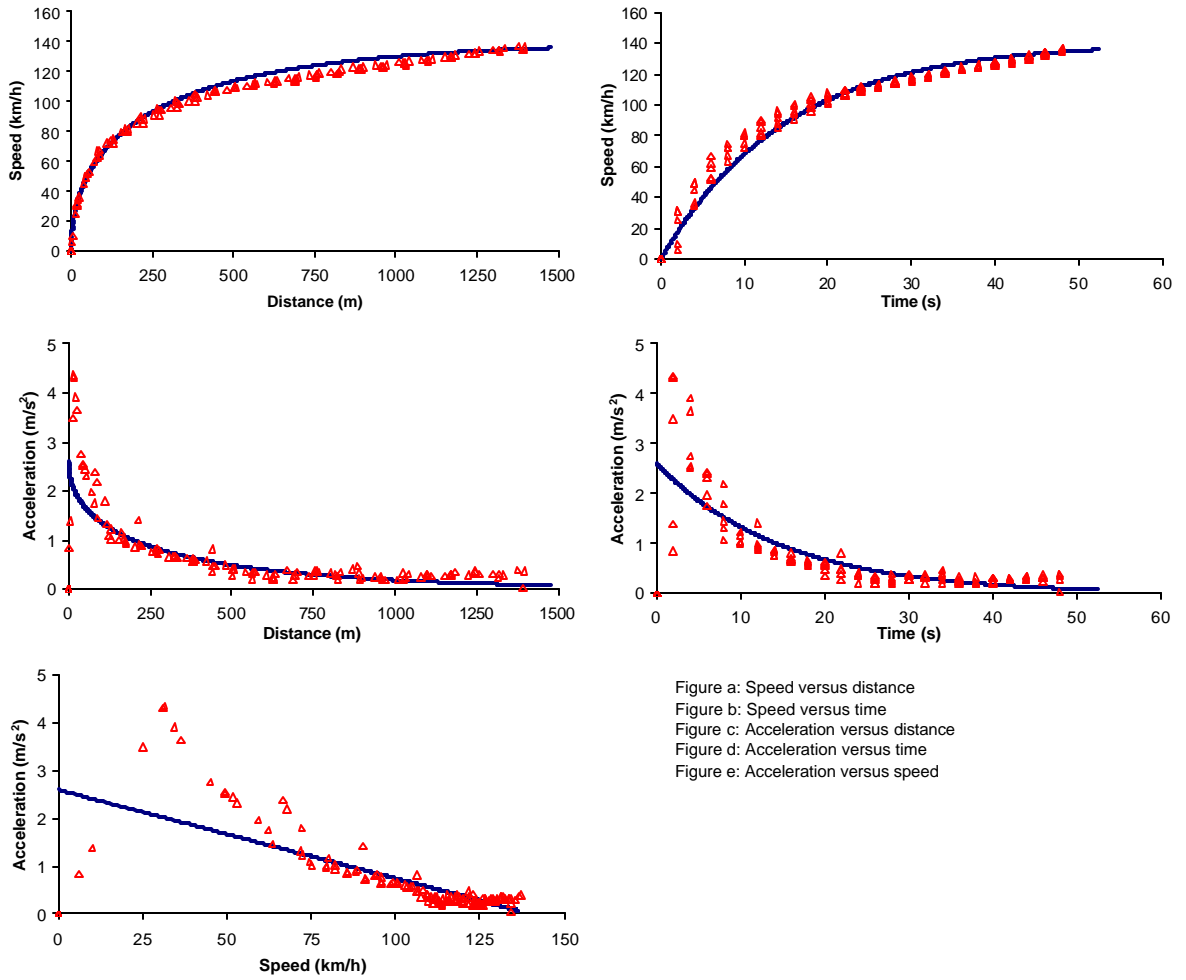 160
140
120
100
80
60
40
20
0
Speed (km/h)
0 250 500 750 1000 1250 1500
Distance (m)
160
140
120
100
80
60
40
20
0
Speed (km/h)
0 10 20 30 40 50 60
Time (s)
5
4
3
2
1
0
Acceleration (m/s²)
0 250 500 750 1000 1250 1500
Distance (m)
5
4
3
2
1
0
Acceleration (m/s²)
0 10 20 30 40 50 60
Time (s)
5
4
3
2
1
0
Acceleration (m/s²)
0 25 50 75 100 125 150
Speed (km/h)
Figure a: Speed versus distance
Figure b: Speed versus time
Figure c: Acceleration versus distance
Figure d: Acceleration versus time
Figure e: Acceleration versus speed